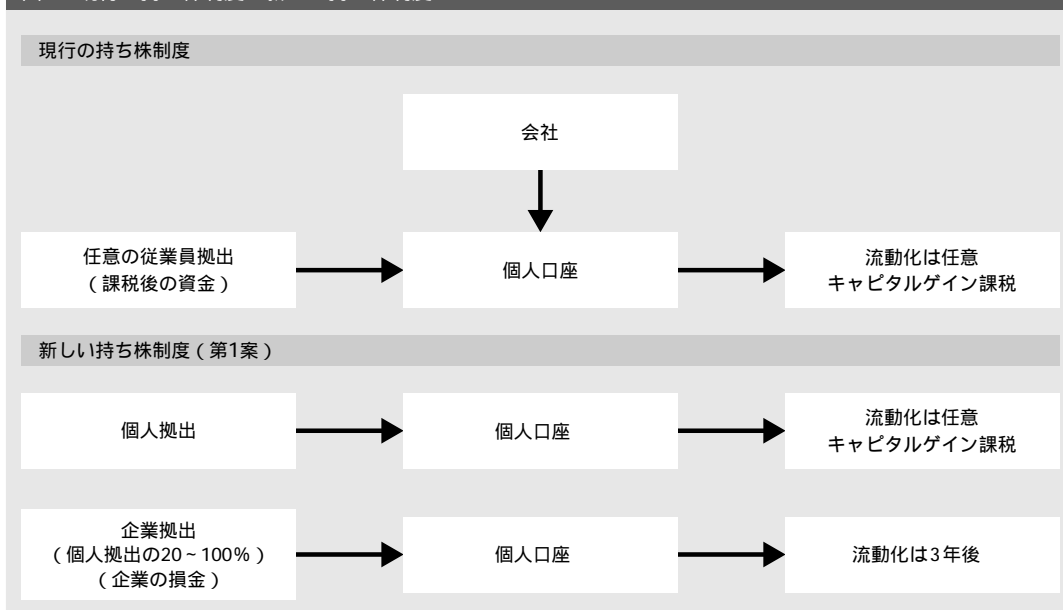 現行の持ち株制度
会社
任意の従業員拠出
(課税後の資金)
個人口座
流動化は任意
キャピタルゲイン課税
新しい持ち株制度(第1案)
個人拠出
個人口座
流動化は任意
キャピタルゲイン課税
企業拠出
(個人拠出の20~100%)
(企業の損金)
個人口座
流動化は3年後